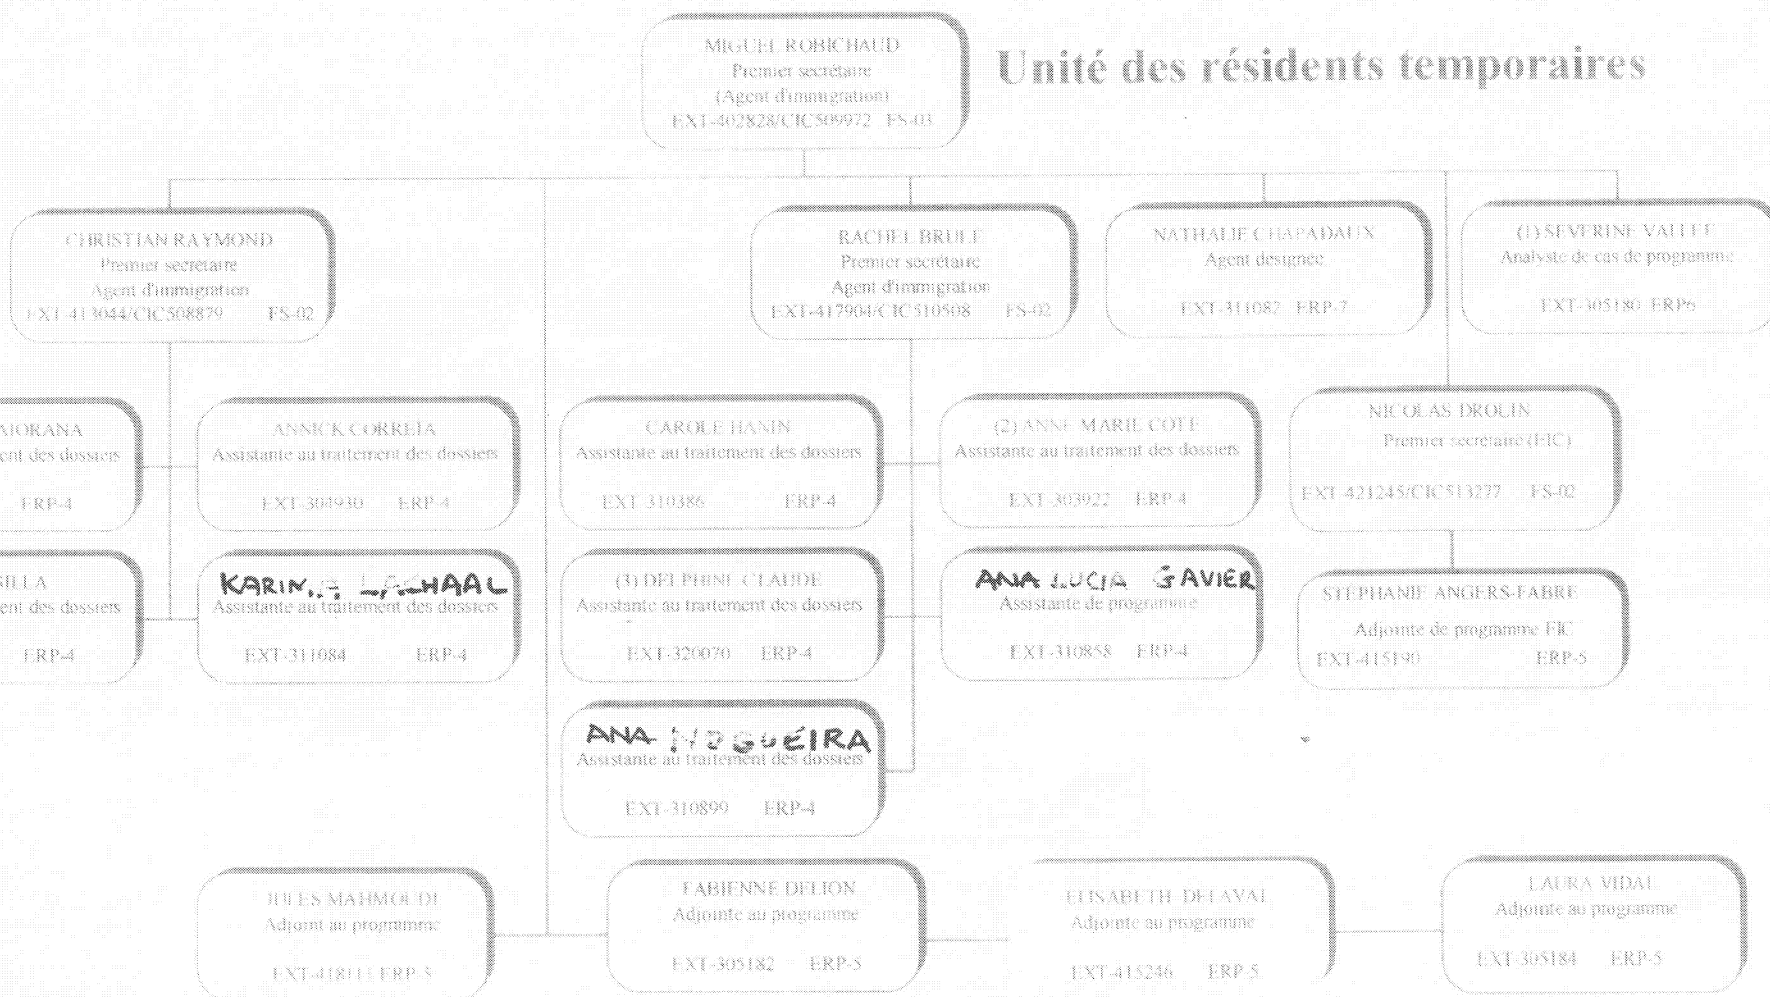 MIGUEL ROBICHAUD
Premier secrétaire
(Agent d'immigration)
EXT-402828/CIC509972 FS-03
Unité des résidents temporaires
CHRISTIAN RAYMOND
Premier secrétaire
Agent d'immigration
EXT-413044/CIC508879 FS-02
RACHEL BRULE
Premier secrétaire
Agent d'immigration
EXT-417904/CIC510508 FS-02
NATHALIE CHAPADAUX
Agent designée
EXT-311082 ERP-7
(1) SEVERINE VALLEE
Analyste de cas de programme
EXT-305180 ERP6
AIORANA
ent des dossiers
ERP-4
ANNICK CORREIA
Assistante au traitement des dossiers
EXT-304930 ERP-4
CAROLE HANIN
Assistante au traitement des dossiers
EXT-310386 ERP-4
(2) ANNE MARIE COTE
Assistante au traitement des dossiers
EXT-303922 ERP-4
NICOLAS DROUIN
Premier secrétaire (EIC)
EXT-421245/CIC513277 FS-02
SILLA
ent des dossiers
ERP-4
Assistante au traitement des dossiers
EXT-311084 ERP-4
(3) DELPHINE CLAUDE
Assistante au traitement des dossiers
EXT-320070 ERP-4
ANA LUCIA GAVIER
Assistante de programme
EXT-310858 ERP-4
STEPHANIE ANGERS-FABRE
Adjointe de programme EIC
EXT-415190 ERP-5
ANA NOGUEIRA
Assistante au traitement des dossiers
EXT-310899 ERP-4
JULES MAHMOUDI
Adjoint au programme
ERP-5
FABIENNE DELION
Adjointe au programme
EXT-305182 ERP-5
ELISABETH DELAVAL
Adjointe au programme
EXT-415246 ERP-5
LAURA VIDAL
Adjointe au programme
EXT-305184 ERP-5